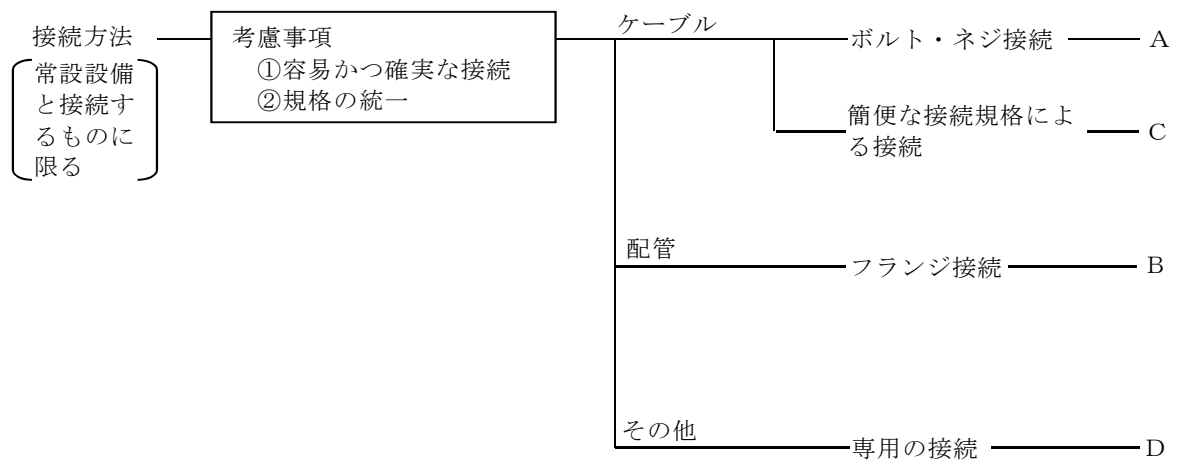 接続方法
常設設備
と接続す
るものに
限る
考慮事項
①容易かつ確実な接続
②規格の統一
ケーブル
ボルト・ネジ接続
A
簡便な接続規格によ
る接続
C
配管
フランジ接続
B
その他
専用の接続
D